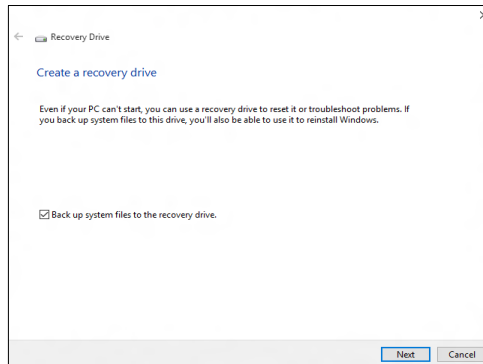 Recovery Drive
Create a recovery drive
Even if your PC can't start, you can use a recovery drive to reset it or troubleshoot problems. If
you back up system files to this drive, you'll also be able to use it to reinstall Windows.
Back up system files to the recovery drive.
Next Cancel